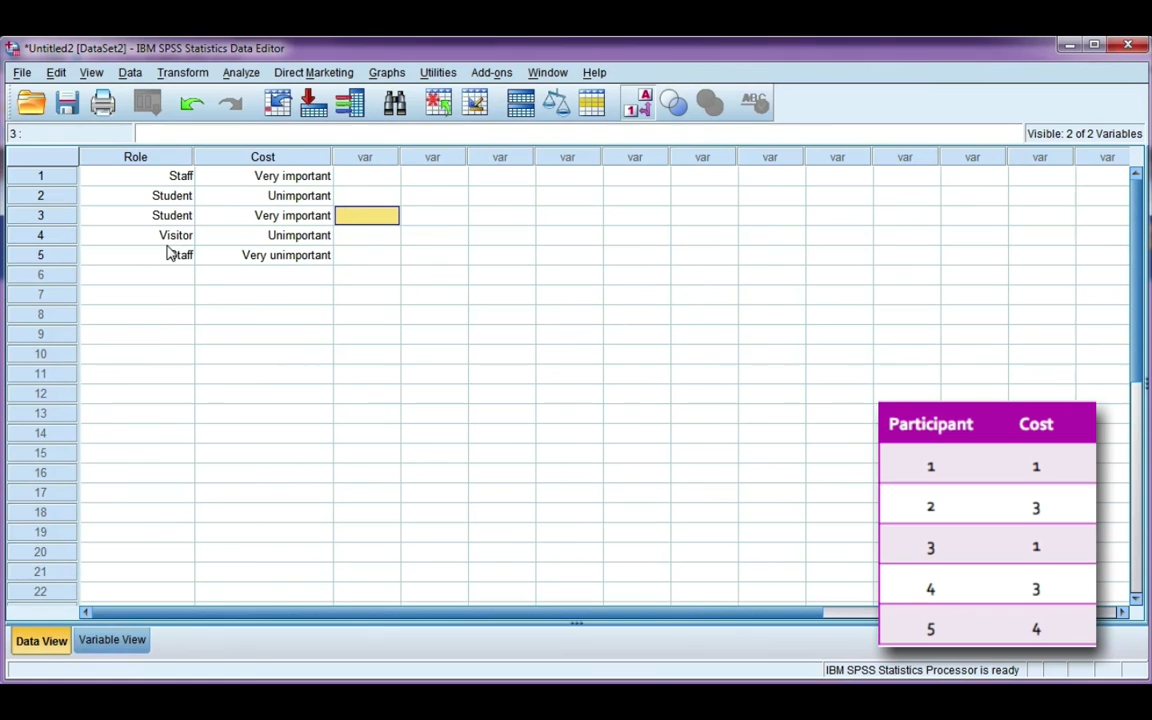 *Untitled2 [DataSet2] - IBM SPSS Statistics Data Editor
File Edit View Data Transform Analyze Direct Marketing Graphs Utilities Add-ons Window Help
3 : Visible: 2 of 2 Variables
Role Cost var var var var var var var var var var var var
1 Staff Very important
2 Student Unimportant
3 Student Very important
4 Visitor Unimportant
5 Staff Very unimportant
6
7
8
9
10
11
12
13
14
15
16
17
18
19
20
21
22
Participant Cost
1 1
2 3
3 1
4 3
5 4
Data View Variable View
IBM SPSS Statistics Processor is ready